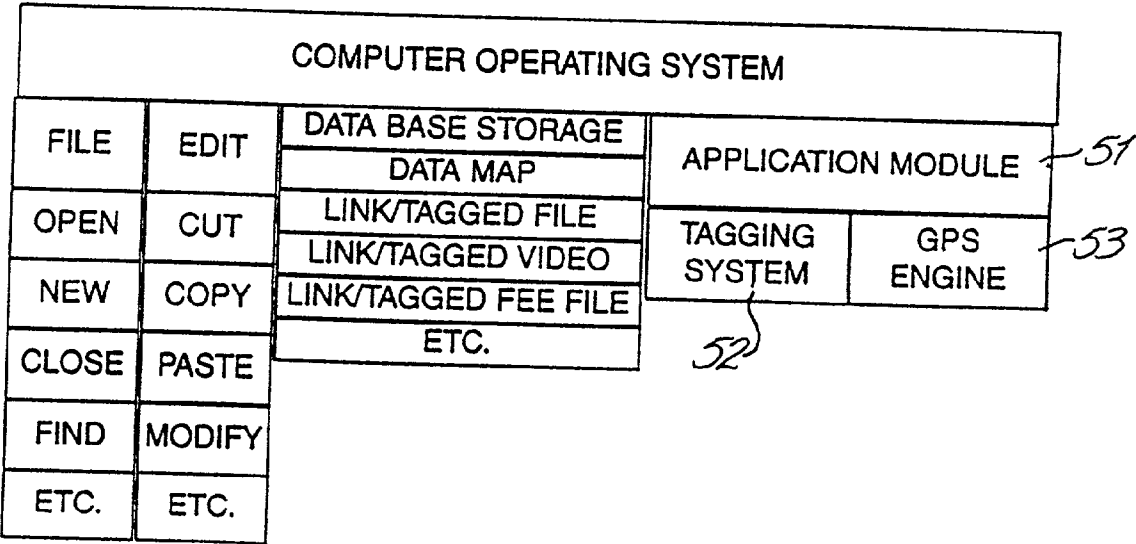 COMPUTER OPERATING SYSTEM
FILE
OPEN
NEW
CLOSE
FIND
ETC.
EDIT
CUT
COPY
PASTE
MODIFY
ETC.
DATA BASE STORAGE
DATA MAP
LINK/TAGGED FILE
LINK/TAGGED VIDEO
LINK/TAGGED FEE FILE
ETC.
APPLICATION MODULE
51
TAGGING
SYSTEM
52
GPS
ENGINE
53